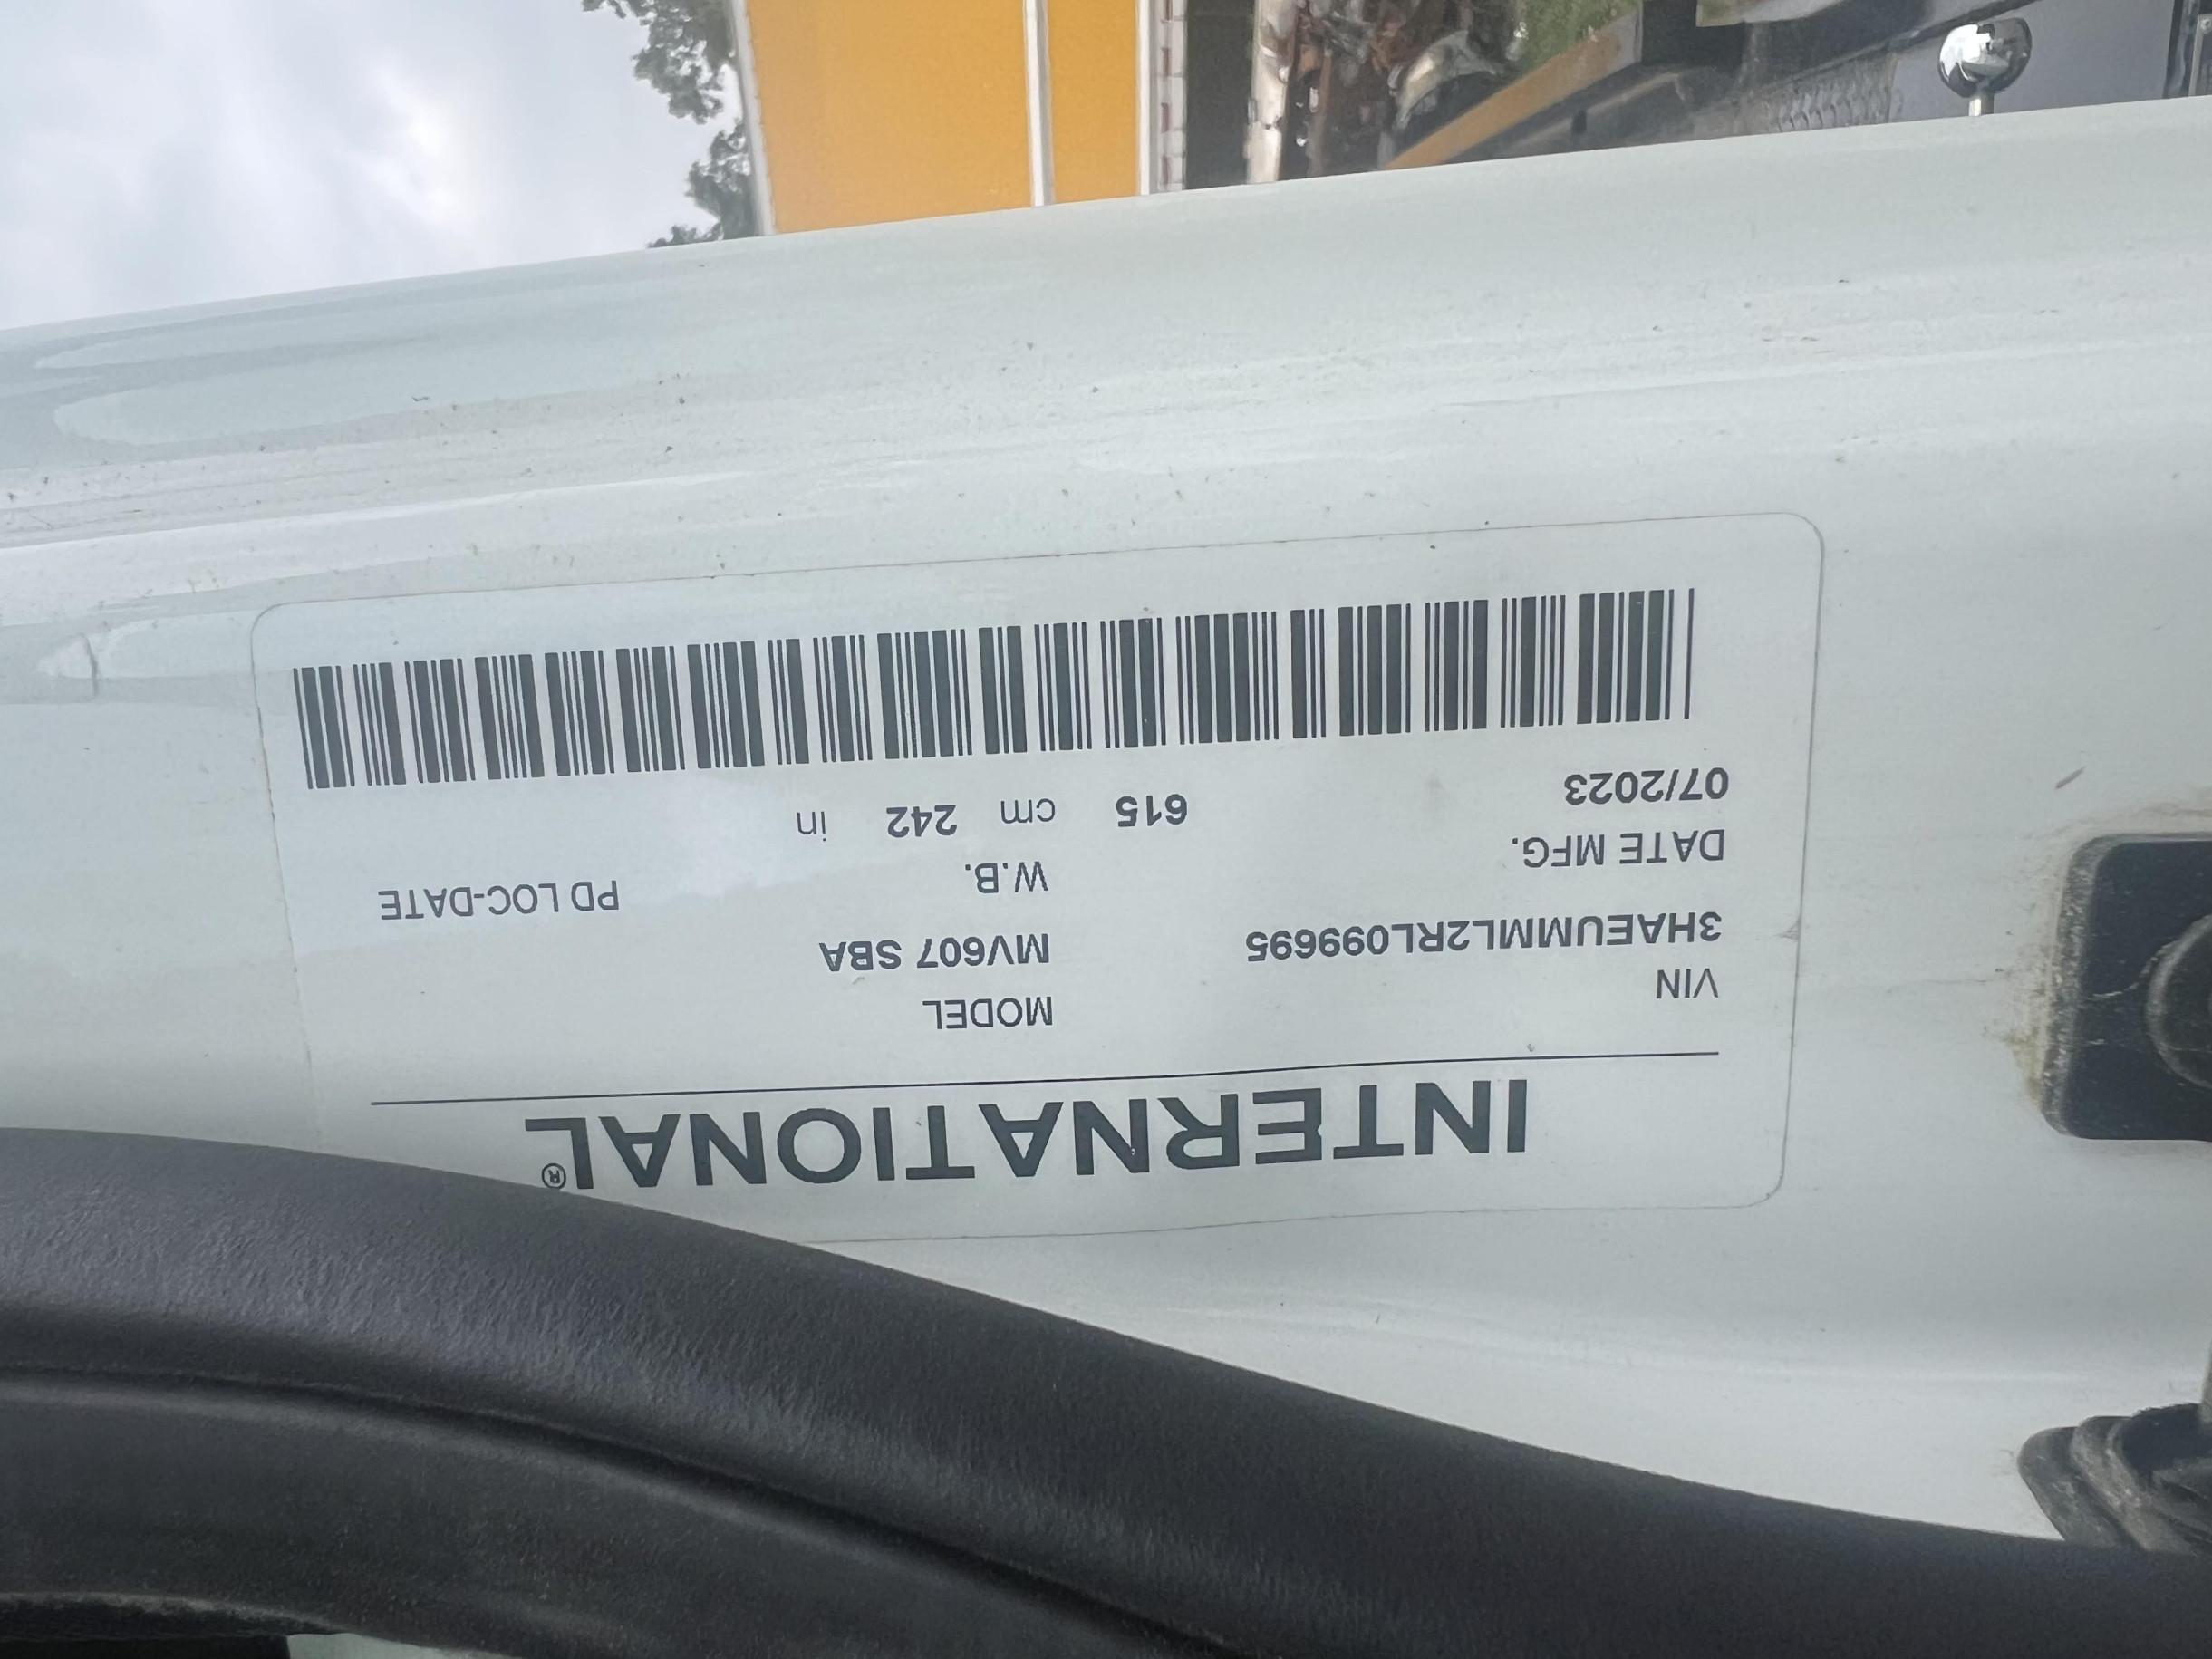 INTERNATIONAL®
VIN
3HAEUMML2RL099695
MODEL
MV607 SBA
DATE MFG.
07/2023
W.B.
615 cm 242 in
PD LOC-DATE